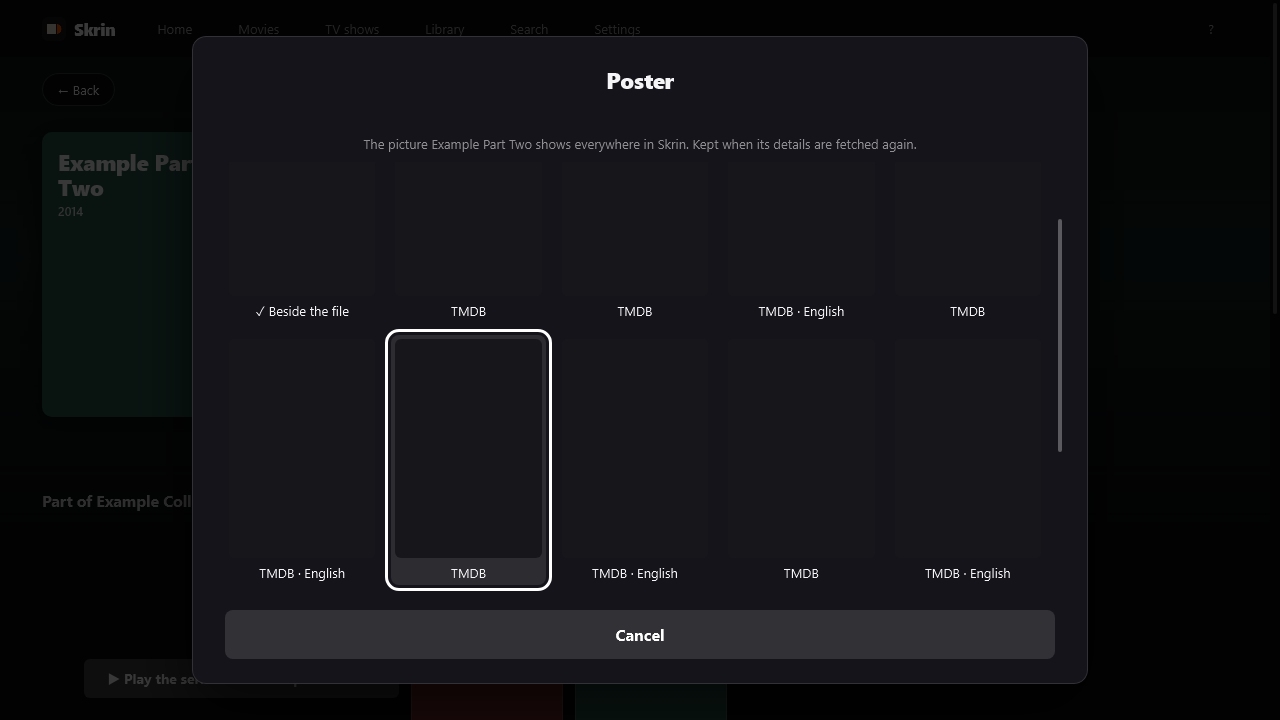 Skrin Home Movies TV shows Library Search Settings ?
← Back
Poster
The picture Example Part Two shows everywhere in Skrin. Kept when its details are fetched again.
Example Par
Two
2014
✓ Beside the file TMDB TMDB TMDB · English TMDB
Part of Example Coll
TMDB · English TMDB TMDB · English TMDB TMDB · English
Cancel
▶ Play the se